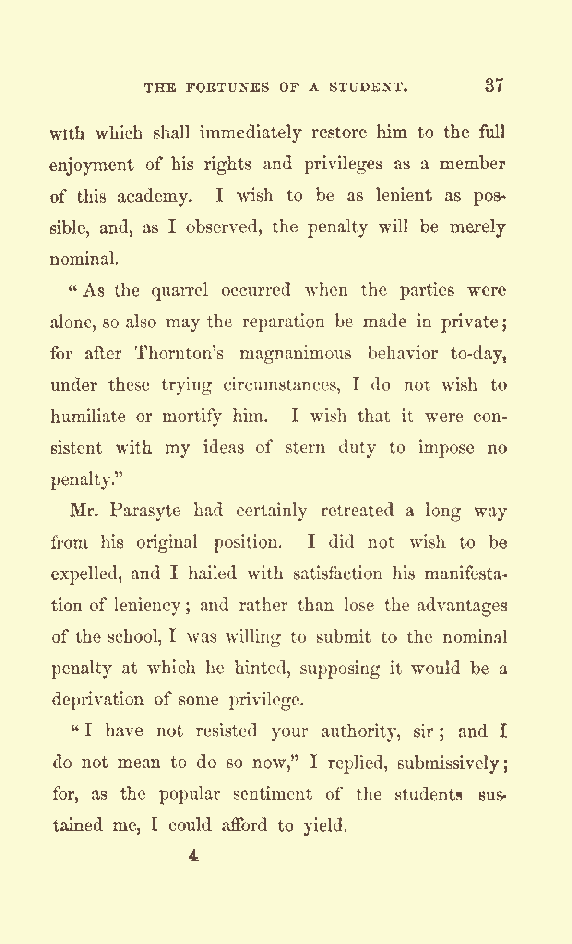 THE FORTUNES OF A STUDENT. 37
with which shall immediately restore him to the full
enjoyment of his rights and privileges as a member
of this academy. I wish to be as lenient as pos-
sible, and, as I observed, the penalty will be merely
nominal.
“As the quarrel occurred when the parties were
alone, so also may the reparation be made in private;
for after Thornton's magnanimous behavior to-day,
under these trying circumstances, I do not wish to
humiliate or mortify him. I wish that it were con-
sistent with my ideas of stern duty to impose no
penalty.”
Mr. Parasyte had certainly retreated a long way
from his original position. I did not wish to be
expelled, and I hailed with satisfaction his manifesta-
tion of leniency; and rather than lose the advantages
of the school, I was willing to submit to the nominal
penalty at which he hinted, supposing it would be a
deprivation of some privilege.
“I have not resisted your authority, sir; and I
do not mean to do so now,” I replied, submissively;
for, as the popular sentiment of the students sus-
tained me, I could afford to yield.
4